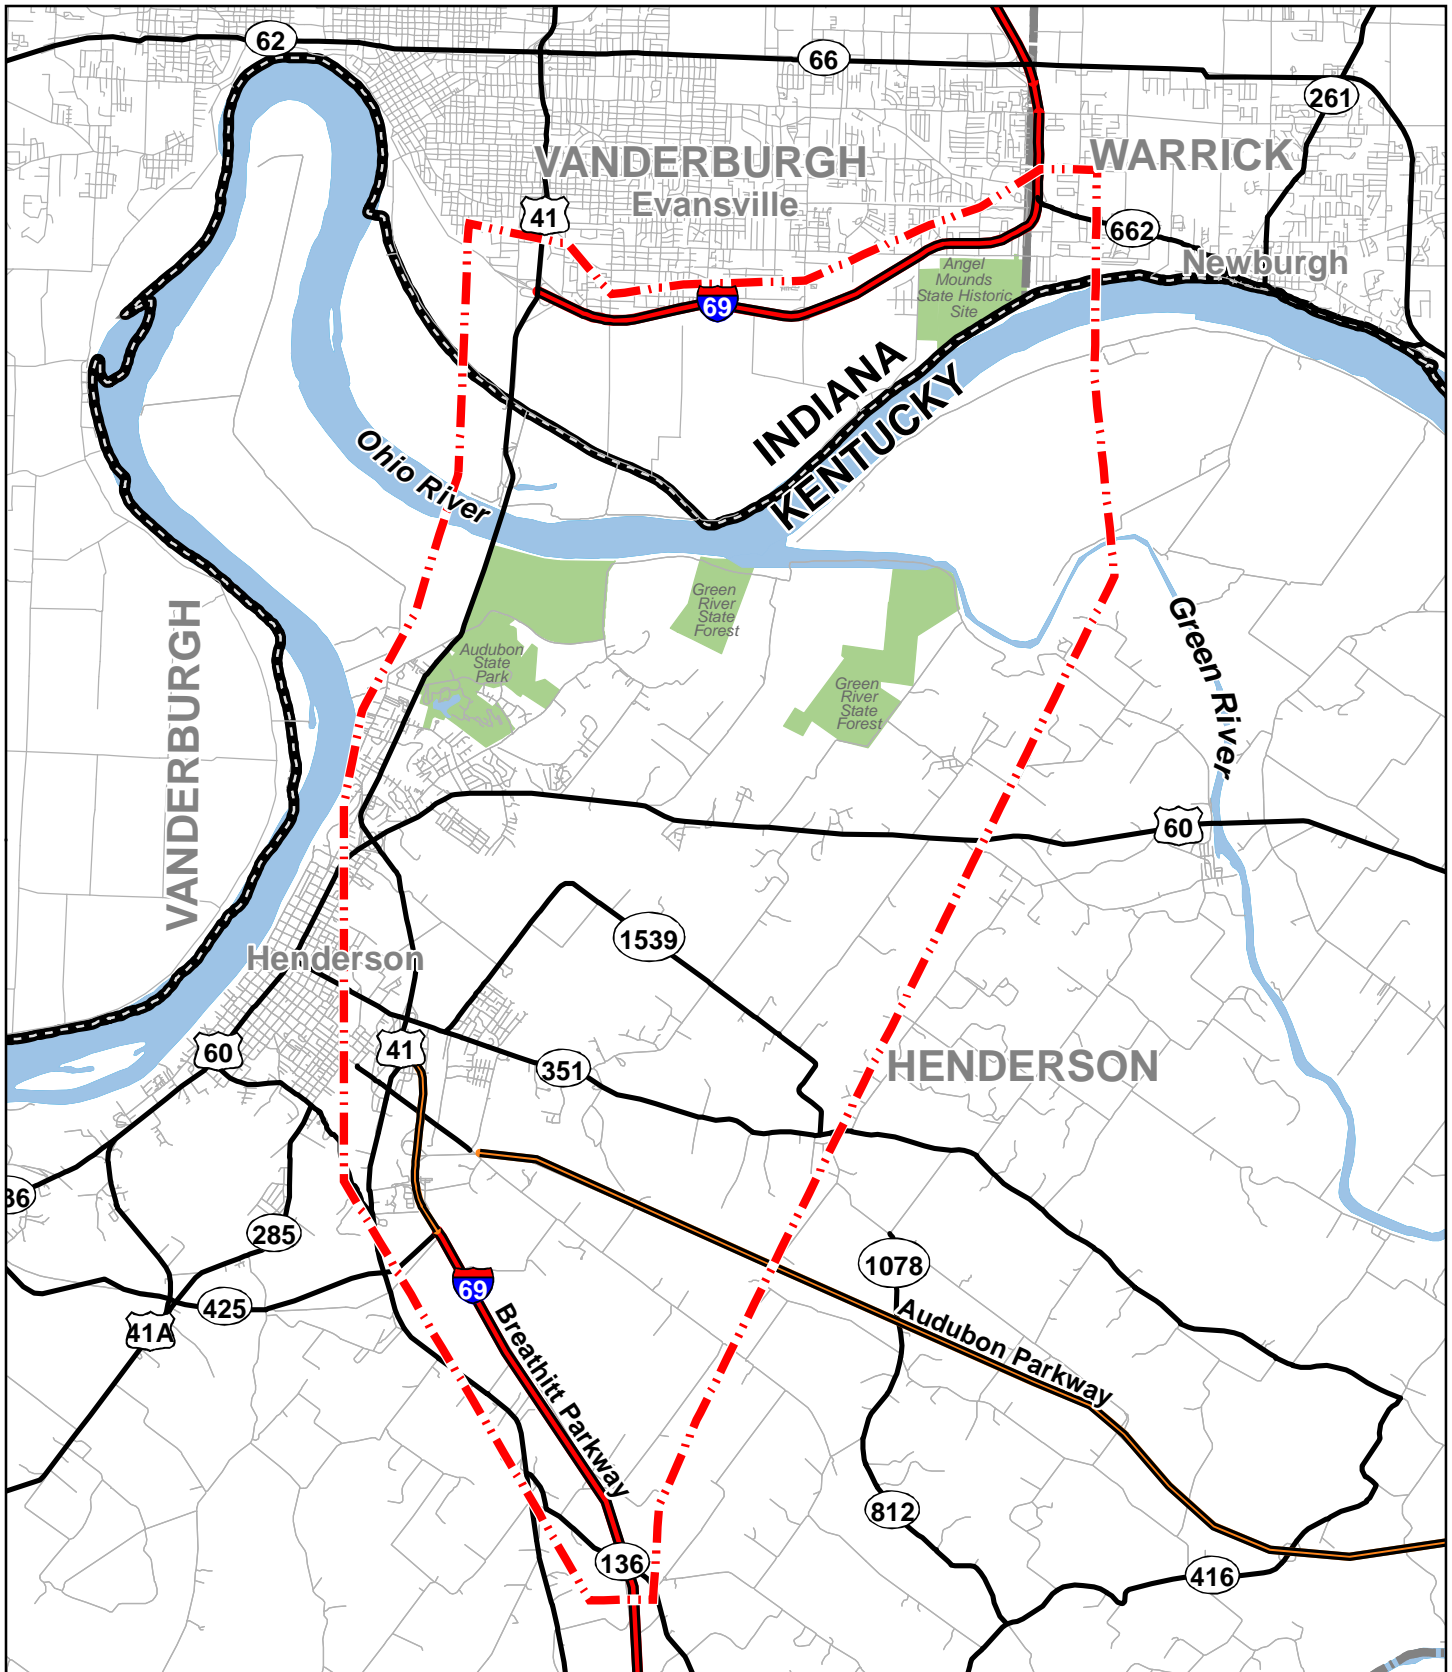 62
66
261
VANDERBURGH
Evansville
WARRICK
41
662
Newburgh
Angel
Mounds
State Historic
Site
69
INDIANA
KENTUCKY
Ohio River
Green
River
State
Forest
Audubon
State
Park
Green
River
State
Forest
Green River
VANDERBURGH
60
1539
Henderson
60
41
351
HENDERSON
36
285
1078
69
425
41A
Breathitt Parkway
Audubon Parkway
812
136
416